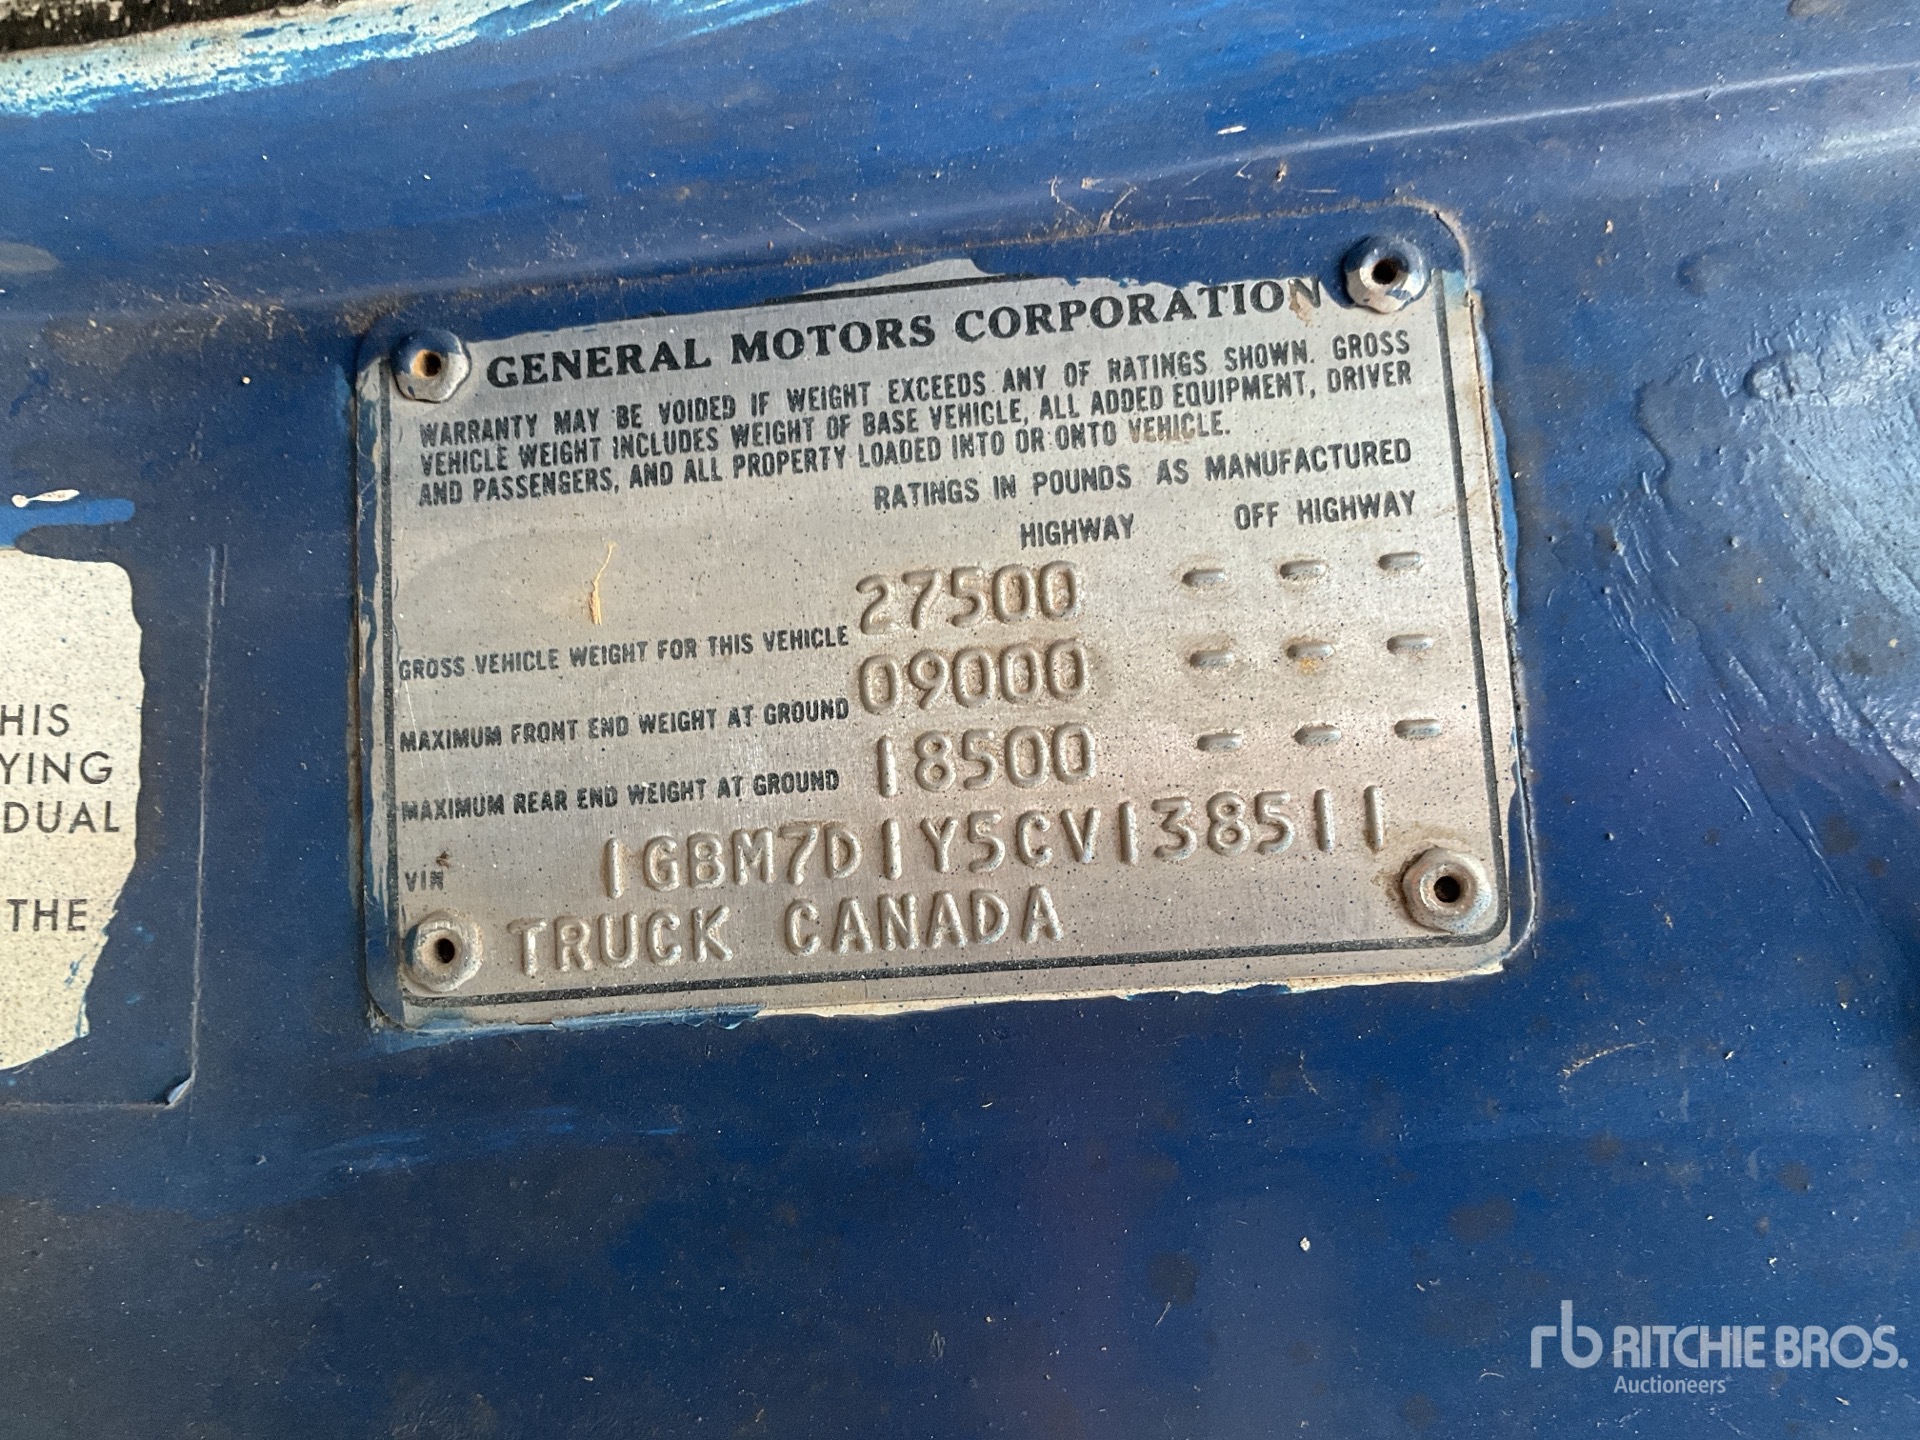 GENERAL MOTORS CORPORATION
WARRANTY MAY BE VOIDED IF WEIGHT EXCEEDS ANY OF RATINGS SHOWN. GROSS
VEHICLE WEIGHT INCLUDES WEIGHT OF BASE VEHICLE, ALL ADDED EQUIPMENT, DRIVER
AND PASSENGERS, AND ALL PROPERTY LOADED INTO OR ONTO VEHICLE.
RATINGS IN POUNDS AS MANUFACTURED
HIGHWAY OFF HIGHWAY
GROSS VEHICLE WEIGHT FOR THIS VEHICLE 27500 - - -
MAXIMUM FRONT END WEIGHT AT GROUND 09000 - - -
MAXIMUM REAR END WEIGHT AT GROUND 18500 - - -
VIN 1GBM7D1Y5CV138511
TRUCK CANADA
HIS
YING
DUAL
THE
rb RITCHIE BROS.
Auctioneers